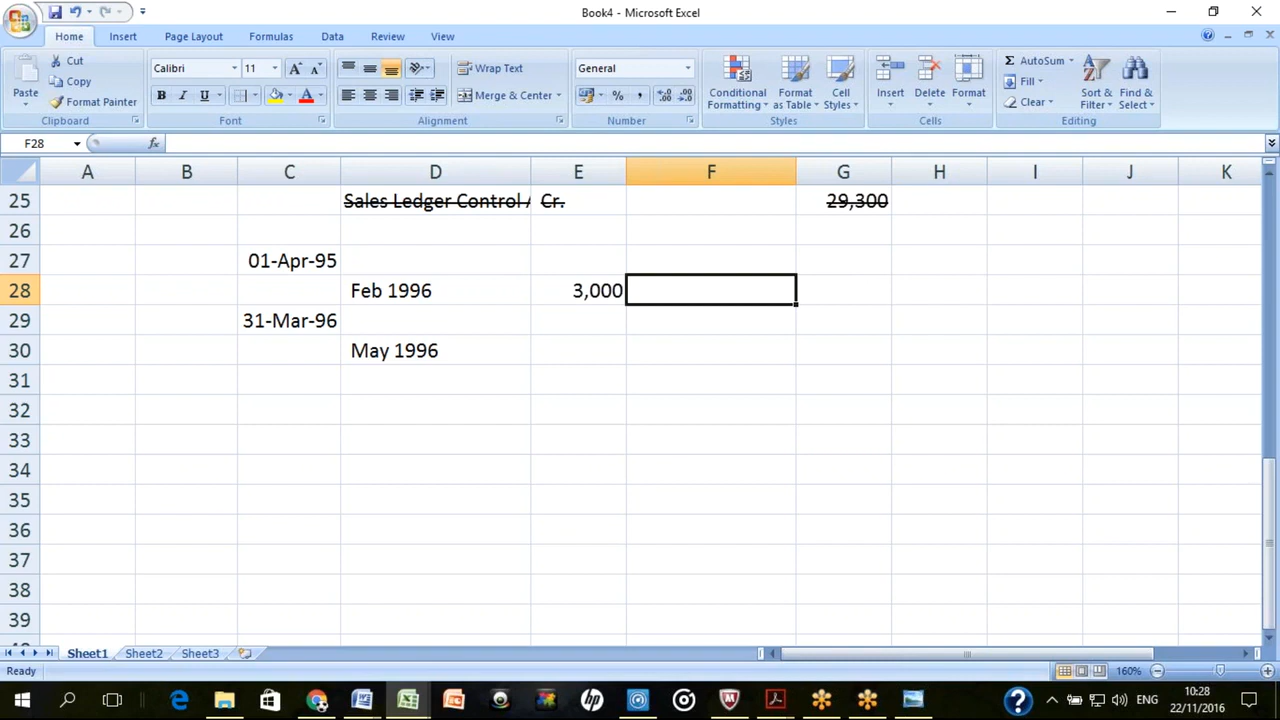 Book4 - Microsoft Excel
Home Insert Page Layout Formulas Data Review View
Paste
Cut
Copy
Format Painter
Clipboard
Calibri 11
B I U
Font
Wrap Text
Merge & Center
Alignment
General
% ,
Number
Conditional Formatting
Format as Table
Cell Styles
Styles
Insert Delete Format
Cells
Σ AutoSum
Fill
Clear
Sort & Filter
Find & Select
Editing
F28 fx
A B C D E F G H I J K
25 Sales Ledger Control A Cr. 29,300
26
27 01-Apr-95
28 Feb 1996 3,000
29 31-Mar-96
30 May 1996
31
32
33
34
35
36
37
38
39
Sheet1 Sheet2 Sheet3
Ready 160%
ENG 10:28
22/11/2016